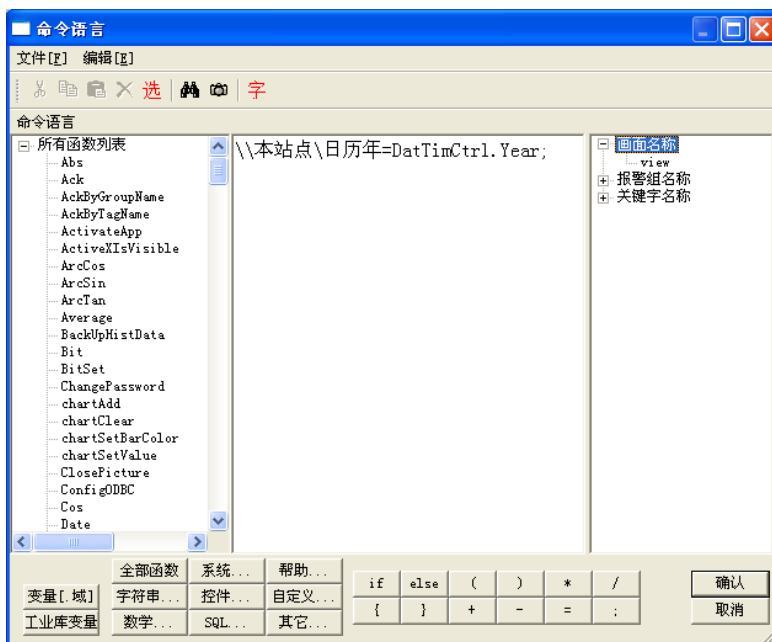 命令语言
文件[F] 编辑[E]
选 字
命令语言
所有函数列表
Abs
Ack
AckByGroupName
AckByTagName
ActivateApp
ActiveXIsVisible
ArcCos
ArcSin
ArcTan
Average
BackUpHistData
Bit
BitSet
ChangePassword
chartAdd
chartClear
chartSetBarColor
chartSetValue
ClosePicture
ConfigODBC
Cos
Date
\\本站点\日历年=DatTimCtrl.Year;
画面名称
view
报警组名称
关键字名称
全部函数 系统... 帮助...
变量[.域] 字符串... 控件... 自定义...
工业库变量 数学... SQL... 其它...
if else ( ) * /
{ } + - = ;
确认
取消